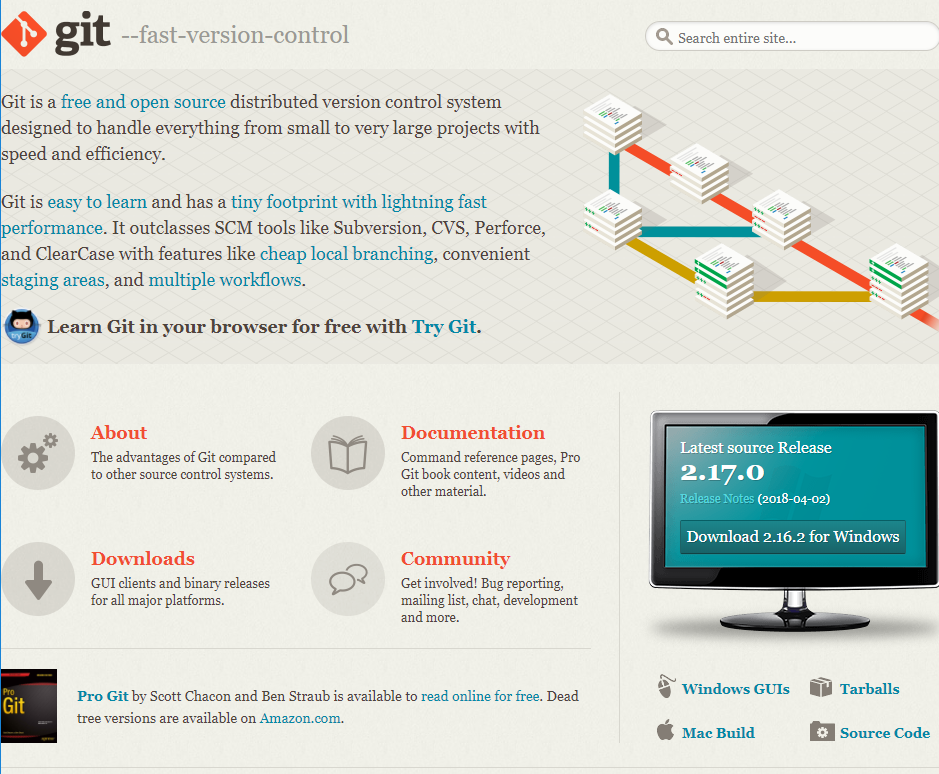 git --fast-version-control
Search entire site...
Git is a free and open source distributed version control system
designed to handle everything from small to very large projects with
speed and efficiency.
Git is easy to learn and has a tiny footprint with lightning fast
performance. It outclasses SCM tools like Subversion, CVS, Perforce,
and ClearCase with features like cheap local branching, convenient
staging areas, and multiple workflows.
Learn Git in your browser for free with Try Git.
About
The advantages of Git compared
to other source control systems.
Documentation
Command reference pages, Pro
Git book content, videos and
other material.
Downloads
GUI clients and binary releases
for all major platforms.
Community
Get involved! Bug reporting,
mailing list, chat, development
and more.
Latest source Release
2.17.0
Release Notes (2018-04-02)
Download 2.16.2 for Windows
Pro
Git
Pro Git by Scott Chacon and Ben Straub is available to read online for free. Dead
tree versions are available on Amazon.com.
Windows GUIs
Tarballs
Mac Build
Source Code